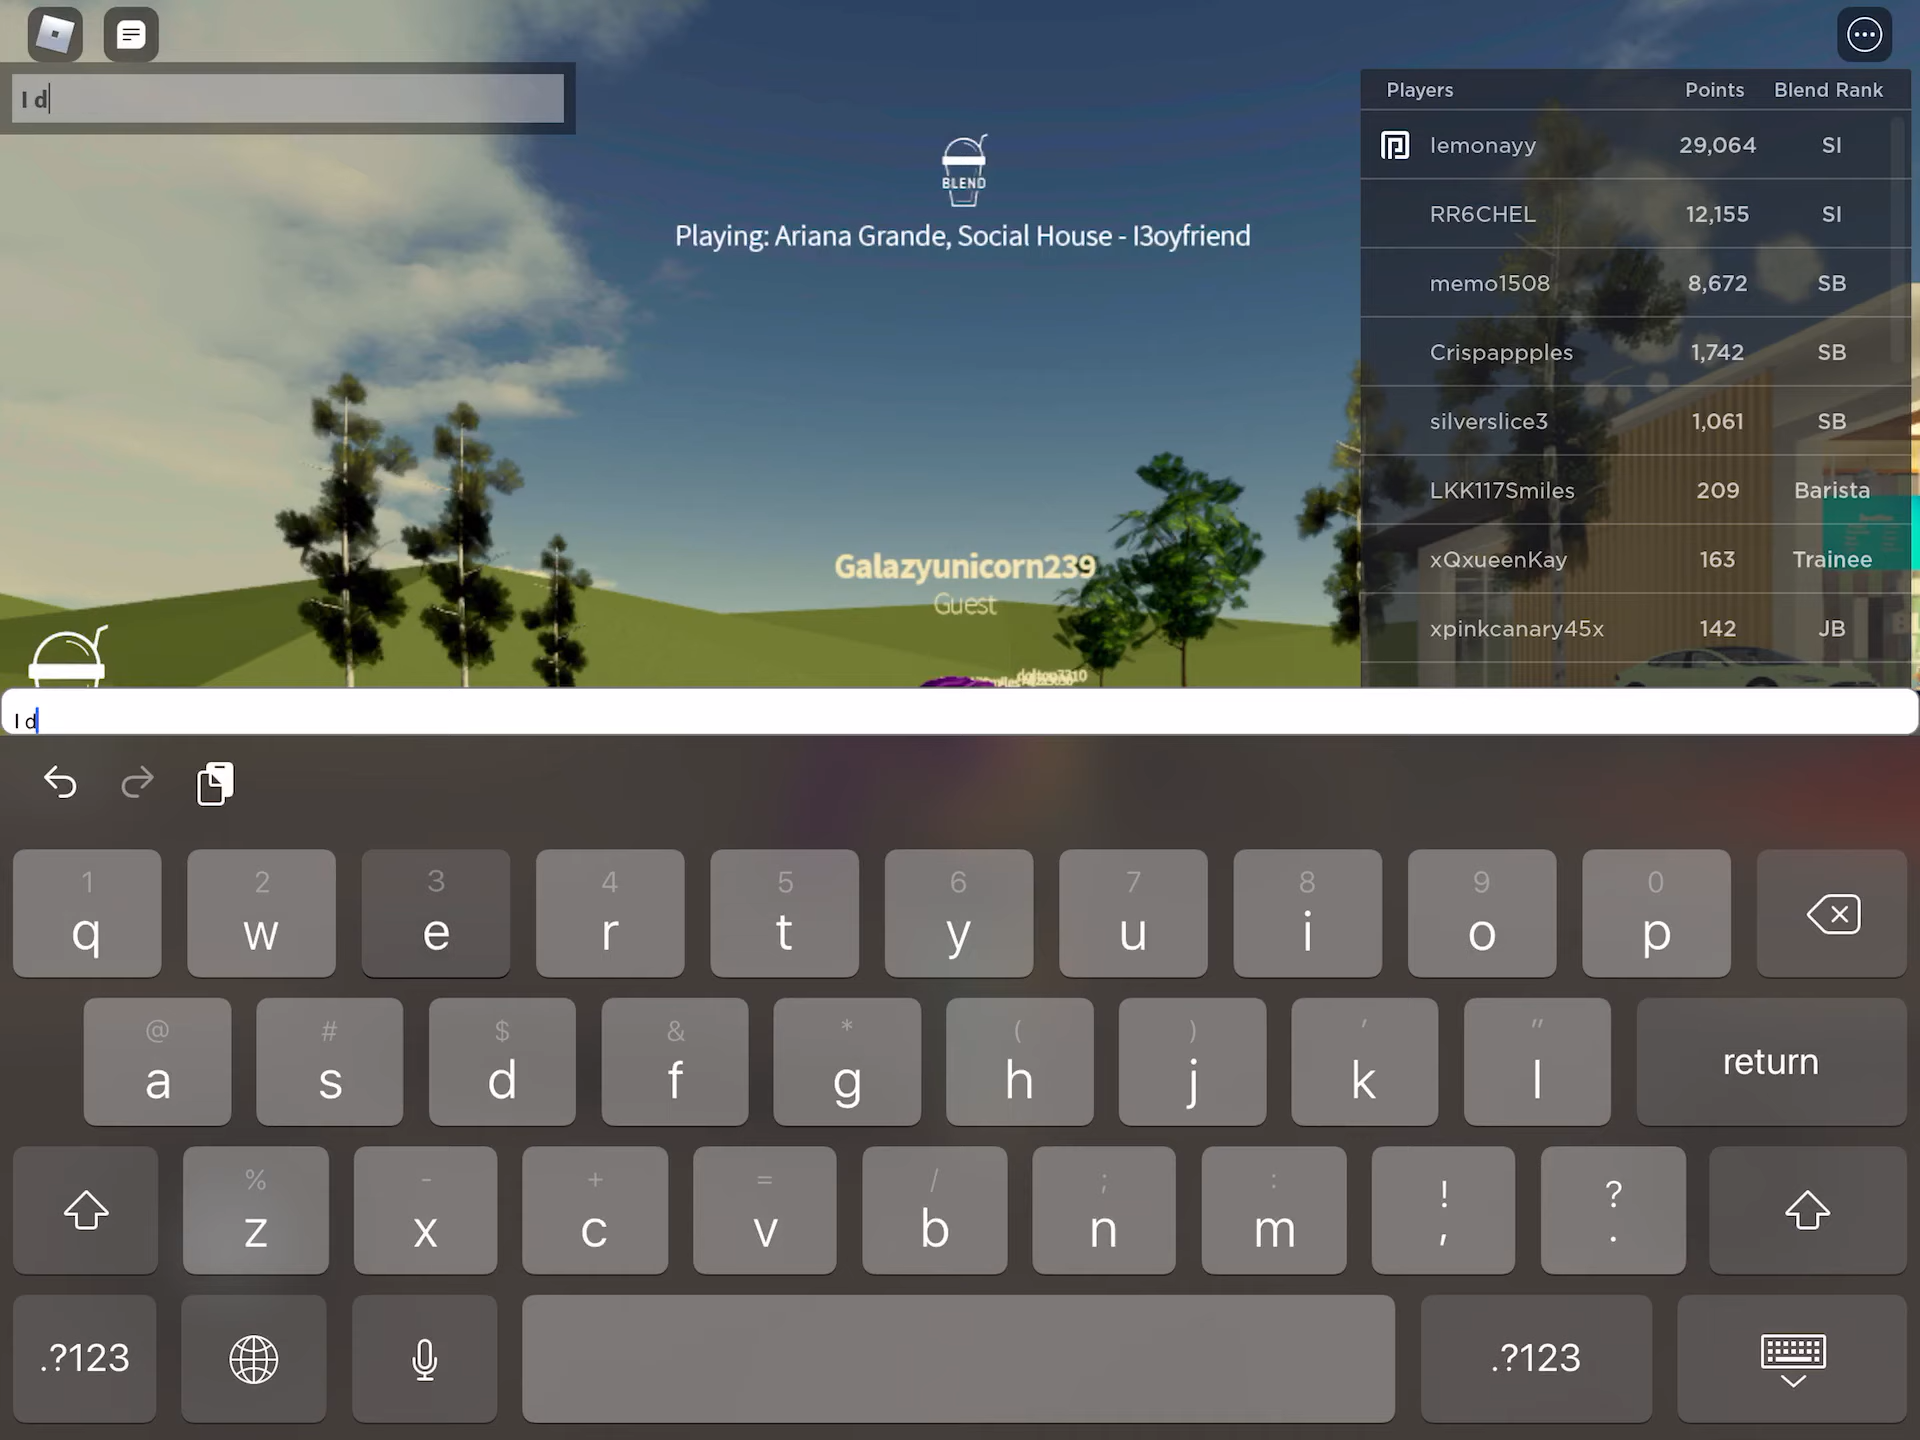 I d
Players Points Blend Rank
lemonayy 29,064 SI
RR6CHEL 12,155 SI
memo1508 8,672 SB
Crispappples 1,742 SB
silverslice3 1,061 SB
LKK117Smiles 209 Barista
xQxueenKay 163 Trainee
xpinkcanary45x 142 JB
BLEND
Playing: Ariana Grande, Social House - I3oyfriend
Galazyunicorn239
Guest
I d
1 2 3 4 5 6 7 8 9 0
q w e r t y u i o p
@ # $ & * ( ) ' "
a s d f g h j k l return
% - + = / ; : ! ?
z x c v b n m , .
.?123 .?123